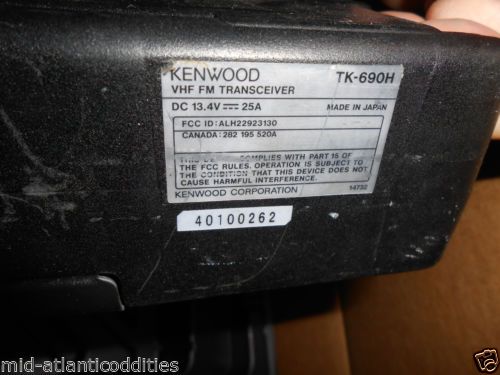 KENWOOD TK-690H
VHF FM TRANSCEIVER
DC 13.4V ⎓ 25A MADE IN JAPAN
FCC ID: ALH22923130
CANADA: 282 195 520A
THIS COMPLIES WITH PART 15 OF
THE FCC RULES. OPERATION IS SUBJECT TO
THE CONDITION THAT THIS DEVICE DOES NOT
CAUSE HARMFUL INTERFERENCE.
KENWOOD CORPORATION 14732
40100262
mid-atlanticoddities